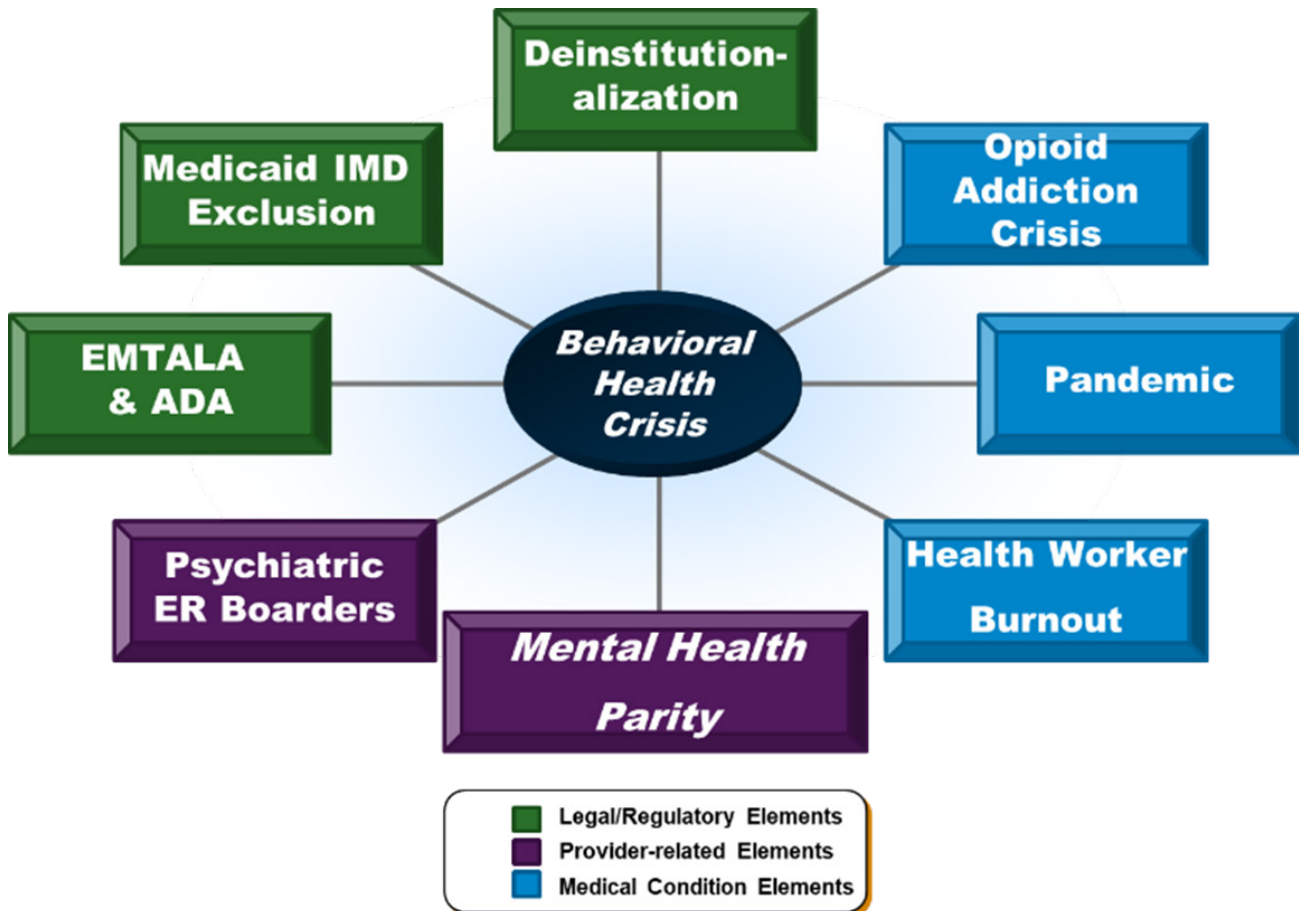 Deinstitution-
alization
Medicaid IMD
Exclusion
Opioid
Addiction
Crisis
EMTALA
& ADA
Behavioral
Health
Crisis
Pandemic
Psychiatric
ER Boarders
Mental Health
Parity
Health Worker
Burnout
Legal/Regulatory Elements
Provider-related Elements
Medical Condition Elements